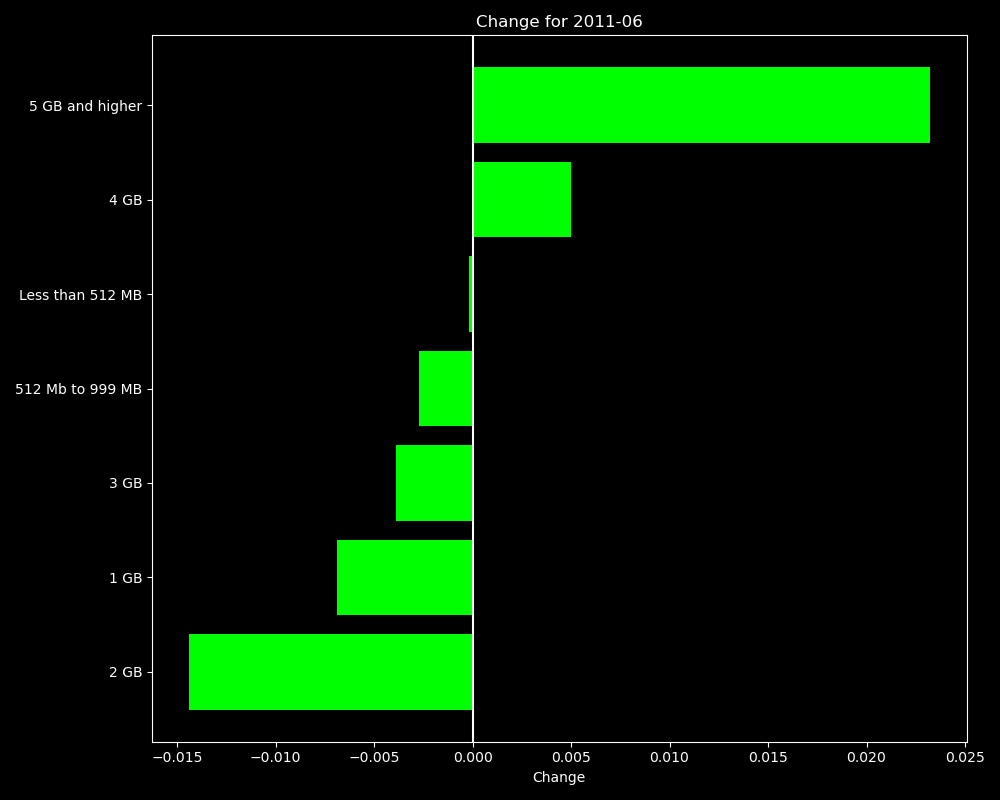 Change for 2011-06
5 GB and higher
4 GB
Less than 512 MB
512 Mb to 999 MB
3 GB
1 GB
2 GB
−0.015 −0.010 −0.005 0.000 0.005 0.010 0.015 0.020 0.025
Change